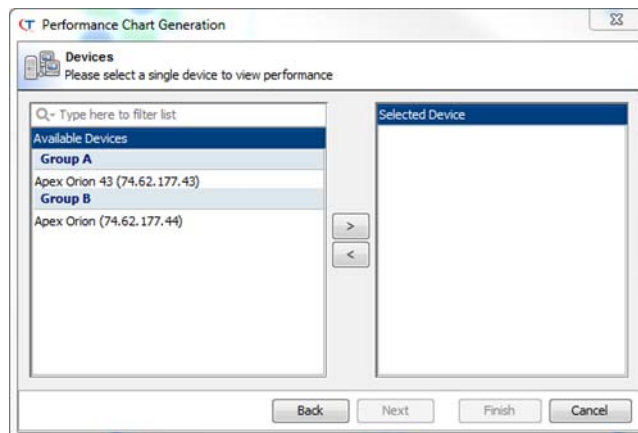 Performance Chart Generation
Devices
Please select a single device to view performance
Type here to filter list
Available Devices
Group A
Apex Orion 43 (74.62.177.43)
Group B
Apex Orion (74.62.177.44)
>
<
Selected Device
Back
Next
Finish
Cancel